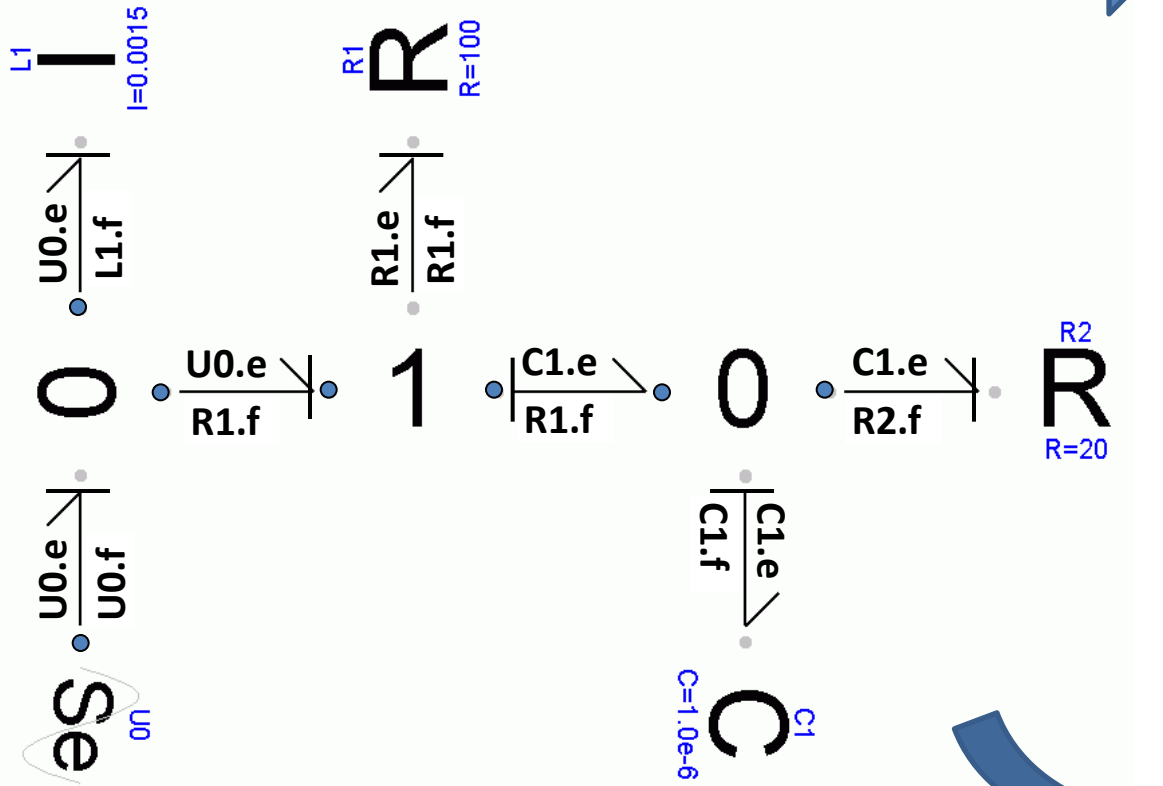 L1
I
I=0.0015
R1
R
R=100
U0.e
L1.f
R1.e
R1.f
0
U0.e
R1.f
1
C1.e
R1.f
0
C1.e
R2.f
R2
R
R=20
U0.e
U0.f
C1.f
C1.e
Se
U0
C=1.0e-6
C
C1